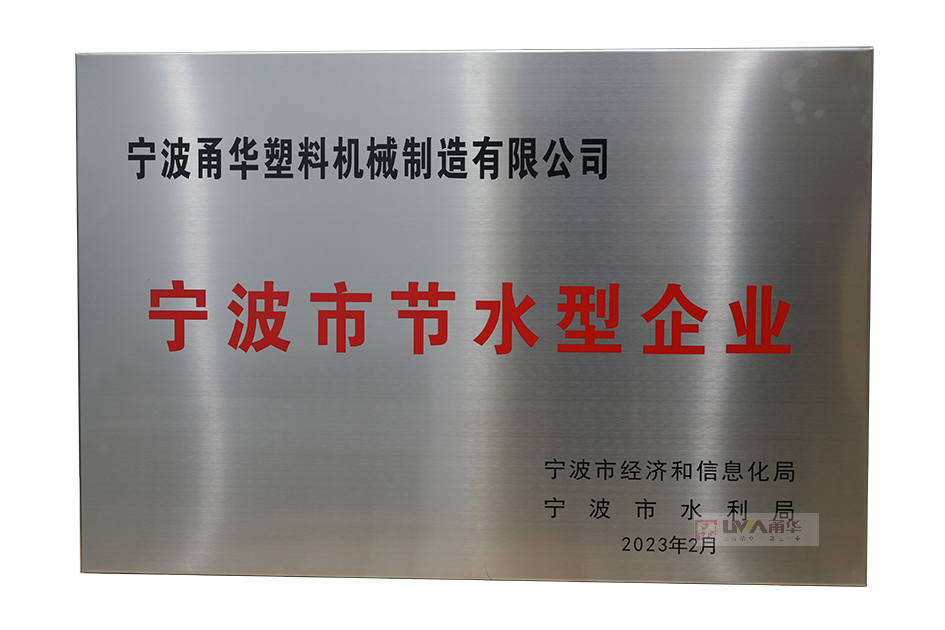 宁波甬华塑料机械制造有限公司
宁波市节水型企业
宁波市经济和信息化局
宁波市水利局
2023年2月
甬华